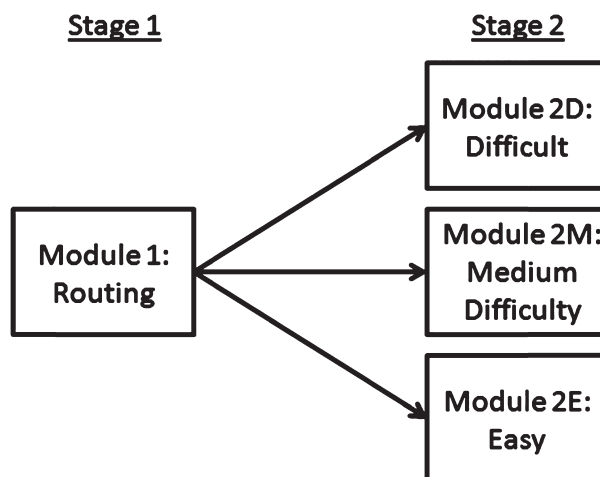 Stage 1
Stage 2
Module 1:
Routing
Module 2D:
Difficult
Module 2M:
Medium
Difficulty
Module 2E:
Easy